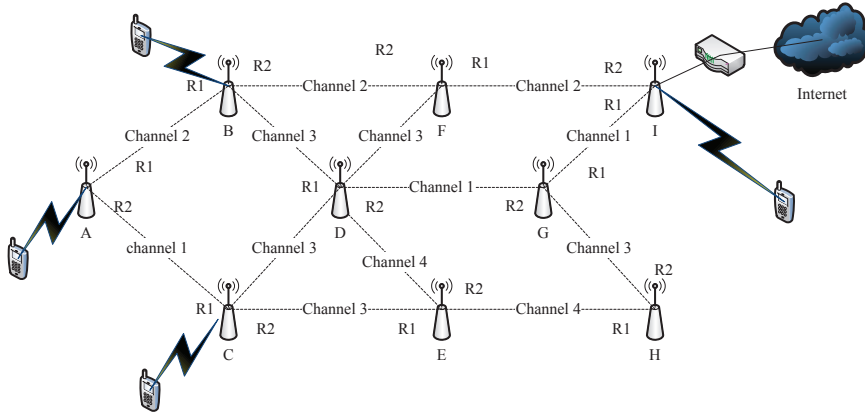 R2
R2
R1
R2
R1
Channel 2
Channel 2
R1
Internet
B
F
I
Channel 2
Channel 3
Channel 3
Channel 1
R1
R1
R1
Channel 1
R2
R2
R2
A
D
G
channel 1
Channel 3
Channel 4
Channel 3
R2
R2
R1
Channel 3
Channel 4
R2
R1
R1
C
E
H